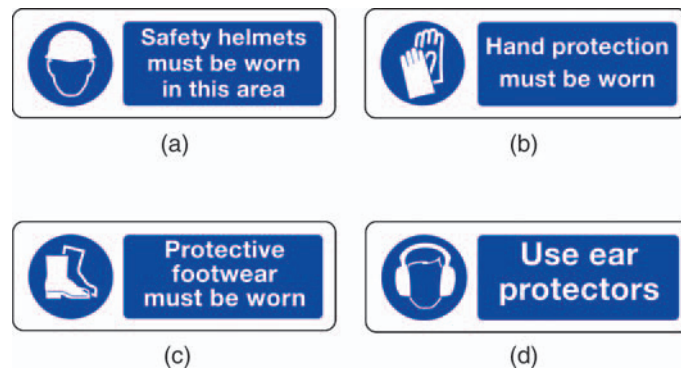 Safety helmets
must be worn
in this area
(a)
Hand protection
must be worn
(b)
Protective
footwear
must be worn
(c)
Use ear
protectors
(d)